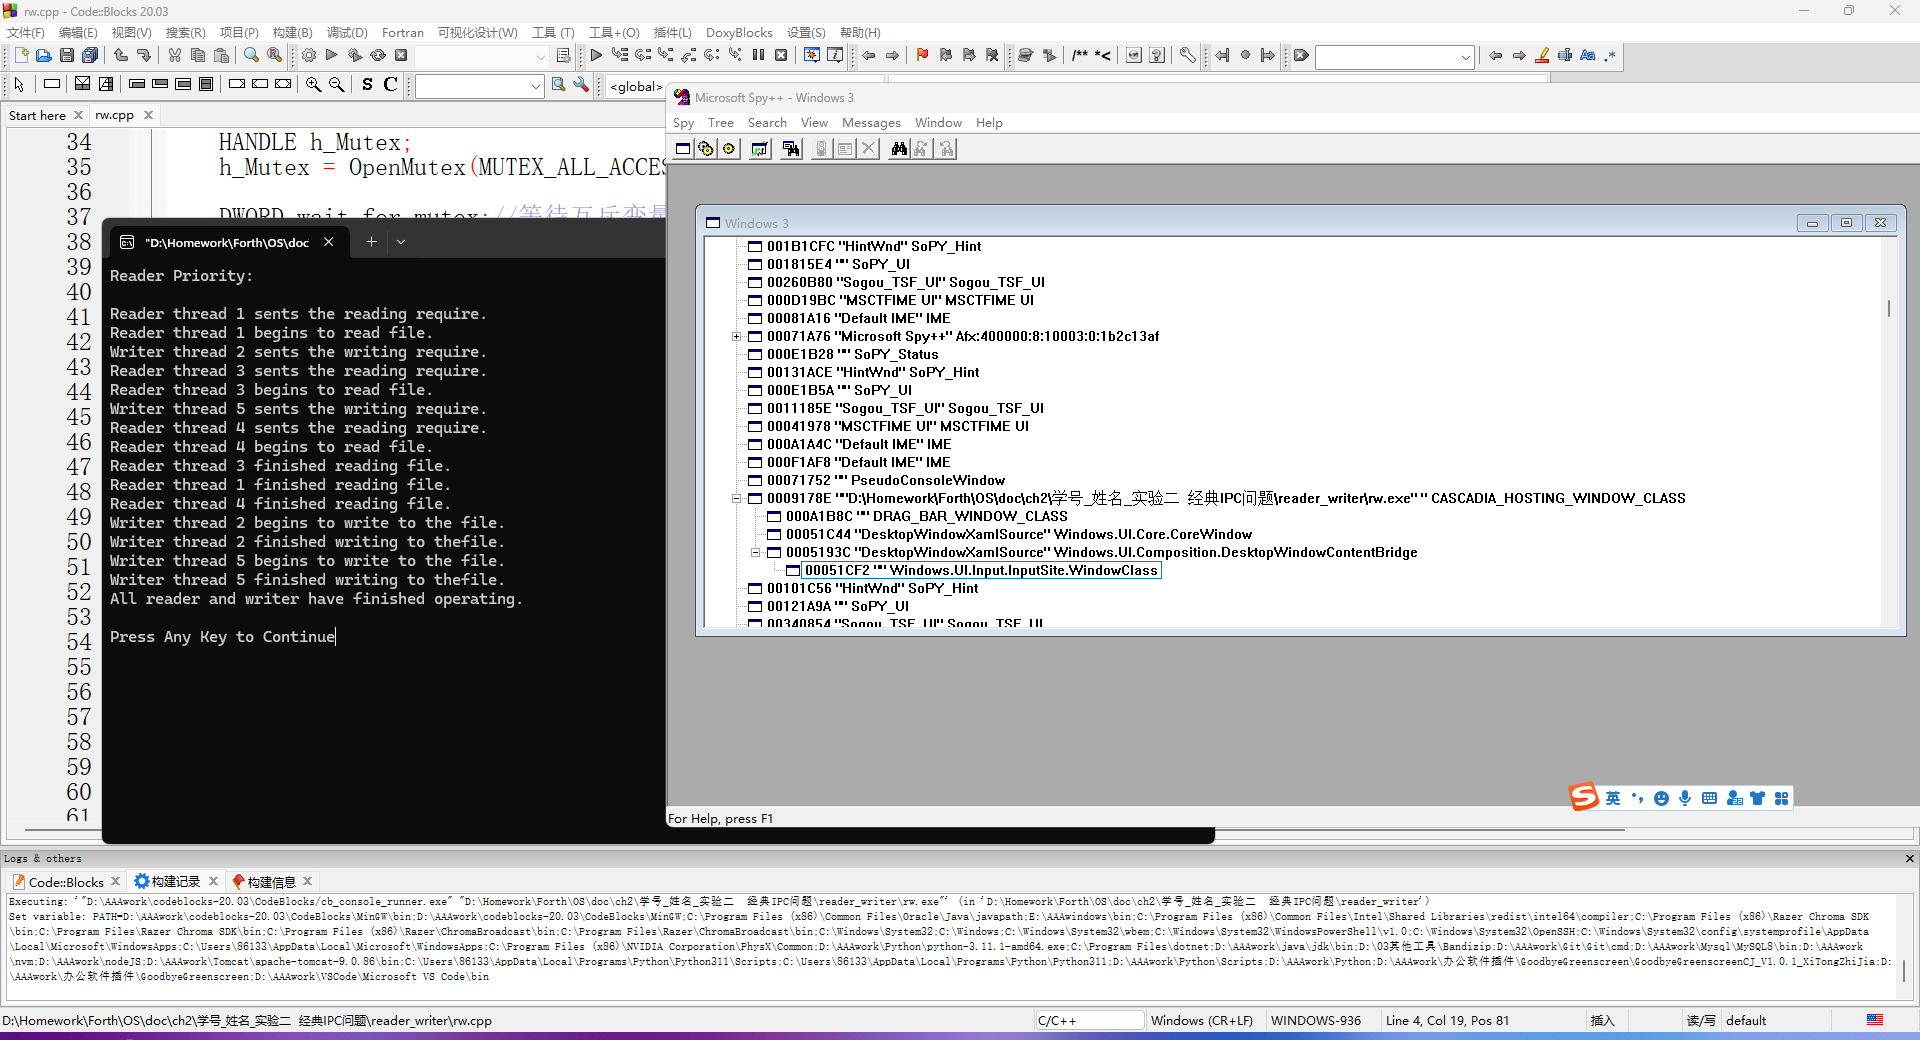 rw.cpp - Code::Blocks 20.03
文件(F) 编辑(E) 视图(V) 搜索(R) 项目(P) 构建(B) 调试(D) Fortran 可视化设计(W) 工具 (T) 工具+(O) 插件(L) DoxyBlocks 设置(S) 帮助(H)
<global>
Start here rw.cpp
34 HANDLE h_Mutex;
35 h_Mutex = OpenMutex(MUTEX_ALL_ACCES
36
37 DWORD wait_for_mutex;//等待互斥变量
38
39
40
41
42
43
44
45
46
47
48
49
50
51
52
53
54
55
56
57
58
59
60
61
"D:\Homework\Forth\OS\doc
Reader Priority:
Reader thread 1 sents the reading require.
Reader thread 1 begins to read file.
Writer thread 2 sents the writing require.
Reader thread 3 sents the reading require.
Reader thread 3 begins to read file.
Writer thread 5 sents the writing require.
Reader thread 4 sents the reading require.
Reader thread 4 begins to read file.
Reader thread 3 finished reading file.
Reader thread 1 finished reading file.
Reader thread 4 finished reading file.
Writer thread 2 begins to write to the file.
Writer thread 2 finished writing to thefile.
Writer thread 5 begins to write to the file.
Writer thread 5 finished writing to thefile.
All reader and writer have finished operating.
Press Any Key to Continue
Microsoft Spy++ - Windows 3
Spy Tree Search View Messages Window Help
Windows 3
001B1CFC "HintWnd" SoPY_Hint
001815E4 "" SoPY_UI
00260B80 "Sogou_TSF_UI" Sogou_TSF_UI
000D19BC "MSCTFIME UI" MSCTFIME UI
00081A16 "Default IME" IME
00071A76 "Microsoft Spy++" Afx:400000:8:10003:0:1b2c13af
000E1B28 "" SoPY_Status
00131ACE "HintWnd" SoPY_Hint
000E1B5A "" SoPY_UI
0011185E "Sogou_TSF_UI" Sogou_TSF_UI
00041978 "MSCTFIME UI" MSCTFIME UI
000A1A4C "Default IME" IME
000F1AF8 "Default IME" IME
00071752 "" PseudoConsoleWindow
0009178E ""D:\Homework\Forth\OS\doc\ch2\学号_姓名_实验二 经典IPC问题\reader_writer\rw.exe" " CASCADIA_HOSTING_WINDOW_CLASS
000A1B8C "" DRAG_BAR_WINDOW_CLASS
00051C44 "DesktopWindowXamlSource" Windows.UI.Core.CoreWindow
0005193C "DesktopWindowXamlSource" Windows.UI.Composition.DesktopWindowContentBridge
00051CF2 "" Windows.UI.Input.InputSite.WindowClass
00101C56 "HintWnd" SoPY_Hint
00121A9A "" SoPY_UI
00340854 "Sogou_TSF_UI" Sogou_TSF_UI
英
For Help, press F1
Logs & others
Code::Blocks 构建记录 构建信息
Executing: '"D:\AAAwork\codeblocks-20.03\CodeBlocks/cb_console_runner.exe" "D:\Homework\Forth\OS\doc\ch2\学号_姓名_实验二 经典IPC问题\reader_writer\rw.exe"' (in 'D:\Homework\Forth\OS\doc\ch2\学号_姓名_实验二 经典IPC问题\reader_writer')
Set variable: PATH=D:\AAAwork\codeblocks-20.03\CodeBlocks\MinGW\bin;D:\AAAwork\codeblocks-20.03\CodeBlocks\MinGW;C:\Program Files (x86)\Common Files\Oracle\Java\javapath;E:\AAAwindows\bin;C:\Program Files (x86)\Common Files\Intel\Shared Libraries\redist\intel64\compiler;C:\Program Files (x86)\Razer Chroma SDK
\bin;C:\Program Files\Razer Chroma SDK\bin;C:\Program Files (x86)\Razer\ChromaBroadcast\bin;C:\Program Files\Razer\ChromaBroadcast\bin;C:\Windows\System32;C:\Windows;C:\Windows\System32\wbem;C:\Windows\System32\WindowsPowerShell\v1.0;C:\Windows\System32\OpenSSH;C:\Windows\System32\config\systemprofile\AppData
\Local\Microsoft\WindowsApps;C:\Users\86133\AppData\Local\Microsoft\WindowsApps;C:\Program Files (x86)\NVIDIA Corporation\PhysX\Common;D:\AAAwork\Python\python-3.11.1-amd64.exe;C:\Program Files\dotnet;D:\AAAwork\java\jdk\bin;D:\03其他工具\Bandizip;D:\AAAwork\Git\Git\cmd;D:\AAAwork\Mysql\MySQL8\bin;D:\AAAwork
\nvm;D:\AAAwork\nodeJS;D:\AAAwork\Tomcat\apache-tomcat-9.0.86\bin;C:\Users\86133\AppData\Local\Programs\Python\Python311\Scripts;C:\Users\86133\AppData\Local\Programs\Python\Python311;D:\AAAwork\Python\Scripts;D:\AAAwork\Python;D:\AAAwork\办公软件插件\GoodbyeGreenscreen\GoodbyeGreenscreenCJ_V1.0.1_XiTongZhiJia;D:
\AAAwork\办公软件插件\GoodbyeGreenscreen;D:\AAAwork\VSCode\Microsoft VS Code\bin
D:\Homework\Forth\OS\doc\ch2\学号_姓名_实验二 经典IPC问题\reader_writer\rw.cpp C/C++ Windows (CR+LF) WINDOWS-936 Line 4, Col 19, Pos 81 插入 读/写 default